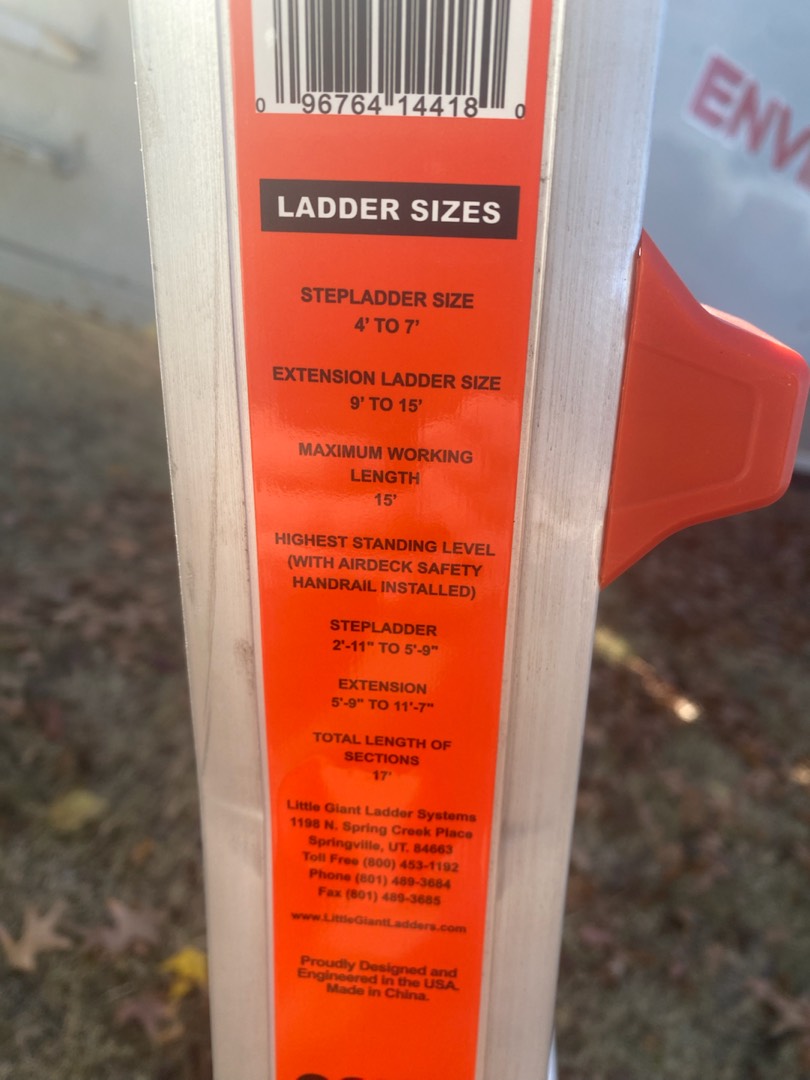 0 96764 14418 0
ENV
LADDER SIZES
STEPLADDER SIZE
4' TO 7'
EXTENSION LADDER SIZE
9' TO 15'
MAXIMUM WORKING
LENGTH
15'
HIGHEST STANDING LEVEL
(WITH AIRDECK SAFETY
HANDRAIL INSTALLED)
STEPLADDER
2'-11" TO 5'-9"
EXTENSION
5'-9" TO 11'-7"
TOTAL LENGTH OF
SECTIONS
17'
Little Giant Ladder Systems
1198 N. Spring Creek Place
Springville, UT. 84663
Toll Free (800) 453-1192
Phone (801) 489-3684
Fax (801) 489-3685
www.LittleGiantLadders.com
Proudly Designed and
Engineered in the USA.
Made in China.